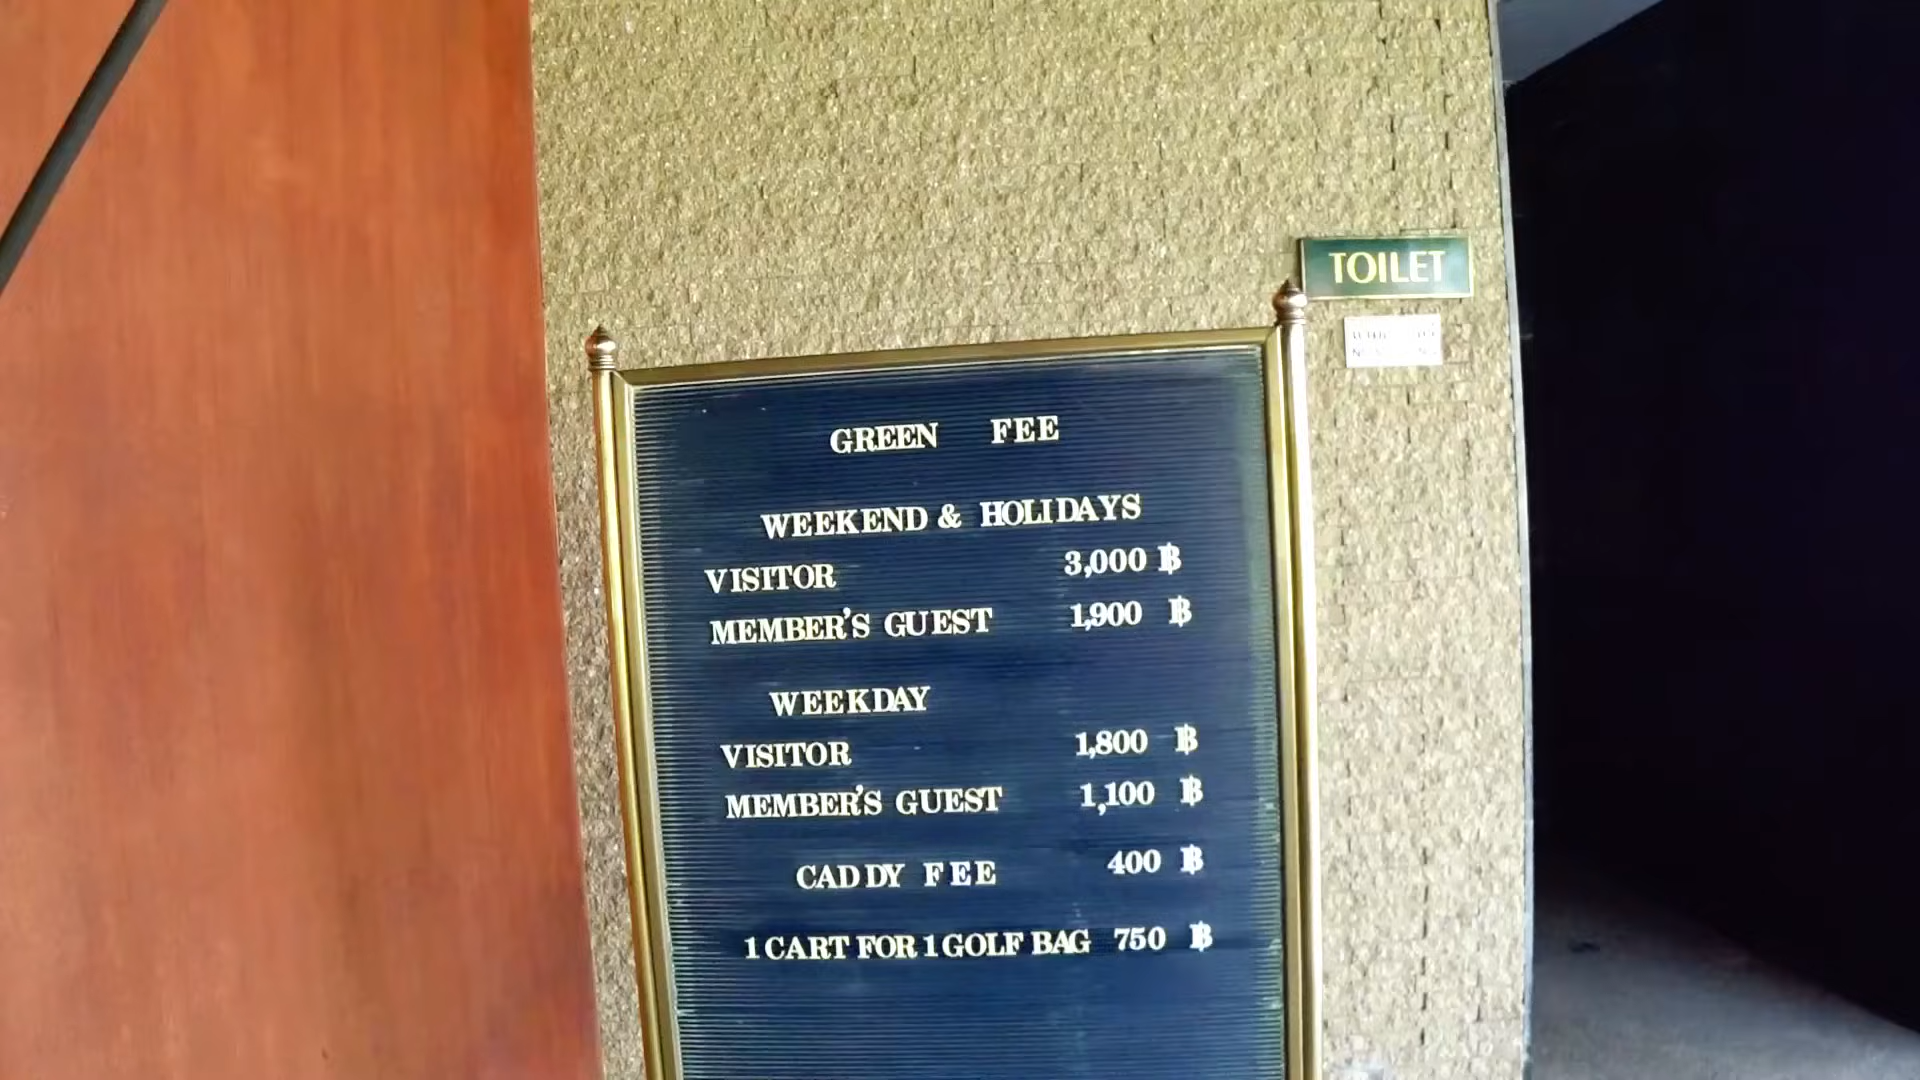 TOILET
GREEN FEE
WEEKEND & HOLIDAYS
VISITOR 3,000 ฿
MEMBER'S GUEST 1,900 ฿
WEEKDAY
VISITOR 1,800 ฿
MEMBER'S GUEST 1,100 ฿
CADDY FEE 400 ฿
1 CART FOR 1 GOLF BAG 750 ฿